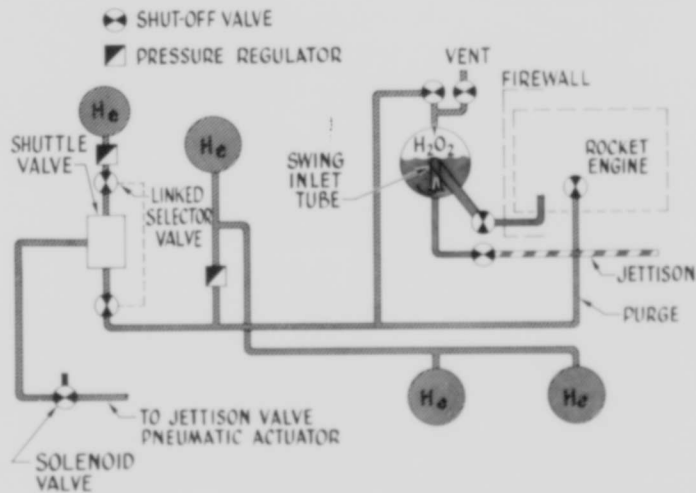 SHUT-OFF VALVE
PRESSURE REGULATOR
VENT
FIREWALL
He
He
H2O2
ROCKET
ENGINE
SHUTTLE
VALVE
SWING
INLET
TUBE
LINKED
SELECTOR
VALVE
JETTISON
PURGE
He
He
TO JETTISON VALVE
PNEUMATIC ACTUATOR
SOLENOID
VALVE